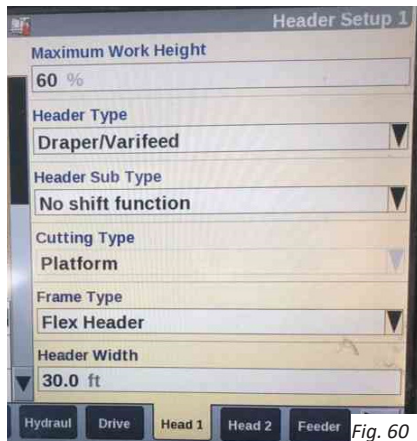 Header Setup 1
Maximum Work Height
60 %
Header Type
Draper/Varifeed
Header Sub Type
No shift function
Cutting Type
Platform
Frame Type
Flex Header
Header Width
30.0 ft
Hydraul Drive Head 1 Head 2 Feeder
Fig. 60